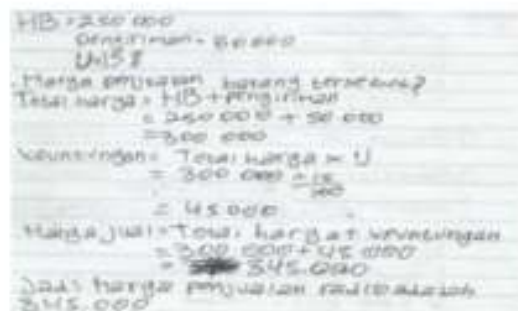 HB = 250 000
pengiriman = 50000
U = 15 %
Harga penjualan barang tersebut?
Total harga = HB + pengiriman
= 250 000 + 50 000
= 300 000
keuntungan = Total harga × U
= 300 000 × 15/100
= 45 000
Harga jual = Total harga + keuntungan
= 300 000 + 45 000
= 345.000
Jadi harga penjualan radio adalah
345.000